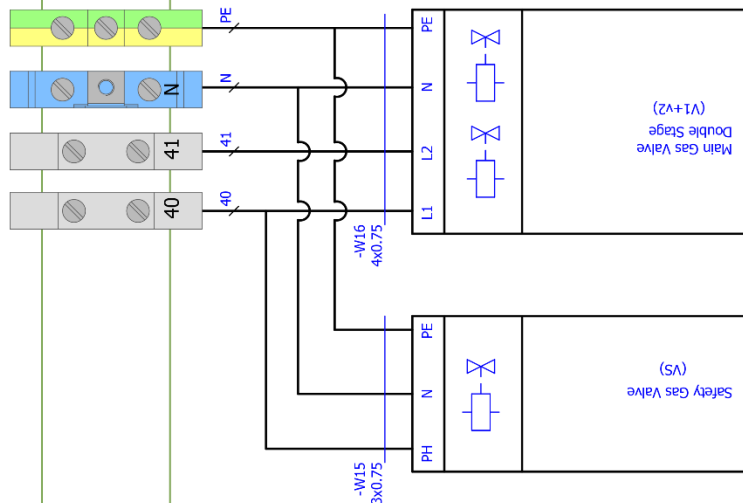 PE
PE
N
N
N
41
41
L2
40
40
L1
Main Gas Valve
Double Stage
(V1+v2)
-W16
4x0.75
PE
N
PH
Safety Gas Valve
(VS)
-W15
3x0.75